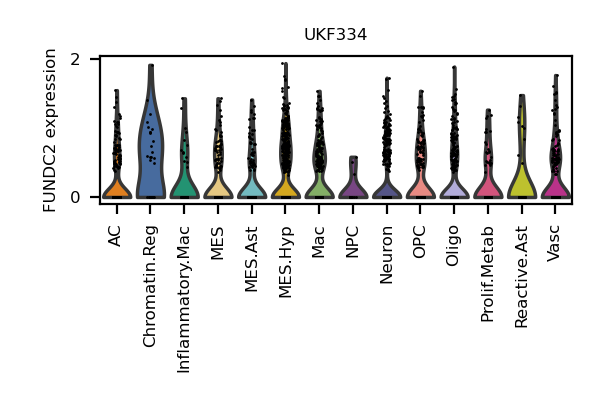 UKF334
FUNDC2 expression
2
0
AC
Chromatin.Reg
Inflammatory.Mac
MES
MES.Ast
MES.Hyp
Mac
NPC
Neuron
OPC
Oligo
Prolif.Metab
Reactive.Ast
Vasc